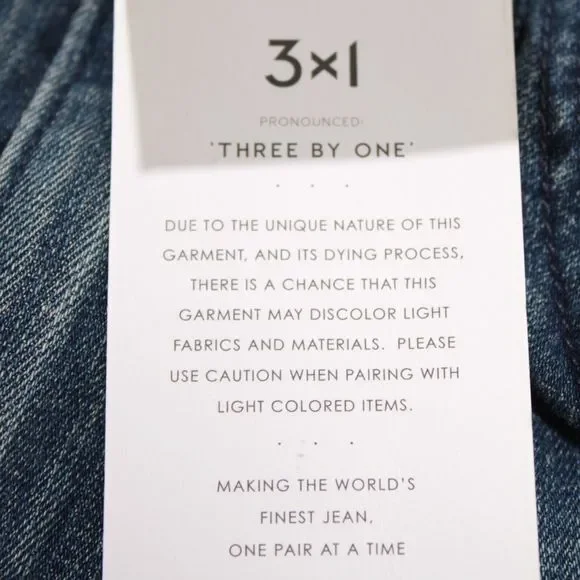 3×1
PRONOUNCED:
'THREE BY ONE'
DUE TO THE UNIQUE NATURE OF THIS
GARMENT, AND ITS DYING PROCESS,
THERE IS A CHANCE THAT THIS
GARMENT MAY DISCOLOR LIGHT
FABRICS AND MATERIALS. PLEASE
USE CAUTION WHEN PAIRING WITH
LIGHT COLORED ITEMS.
MAKING THE WORLD'S
FINEST JEAN,
ONE PAIR AT A TIME